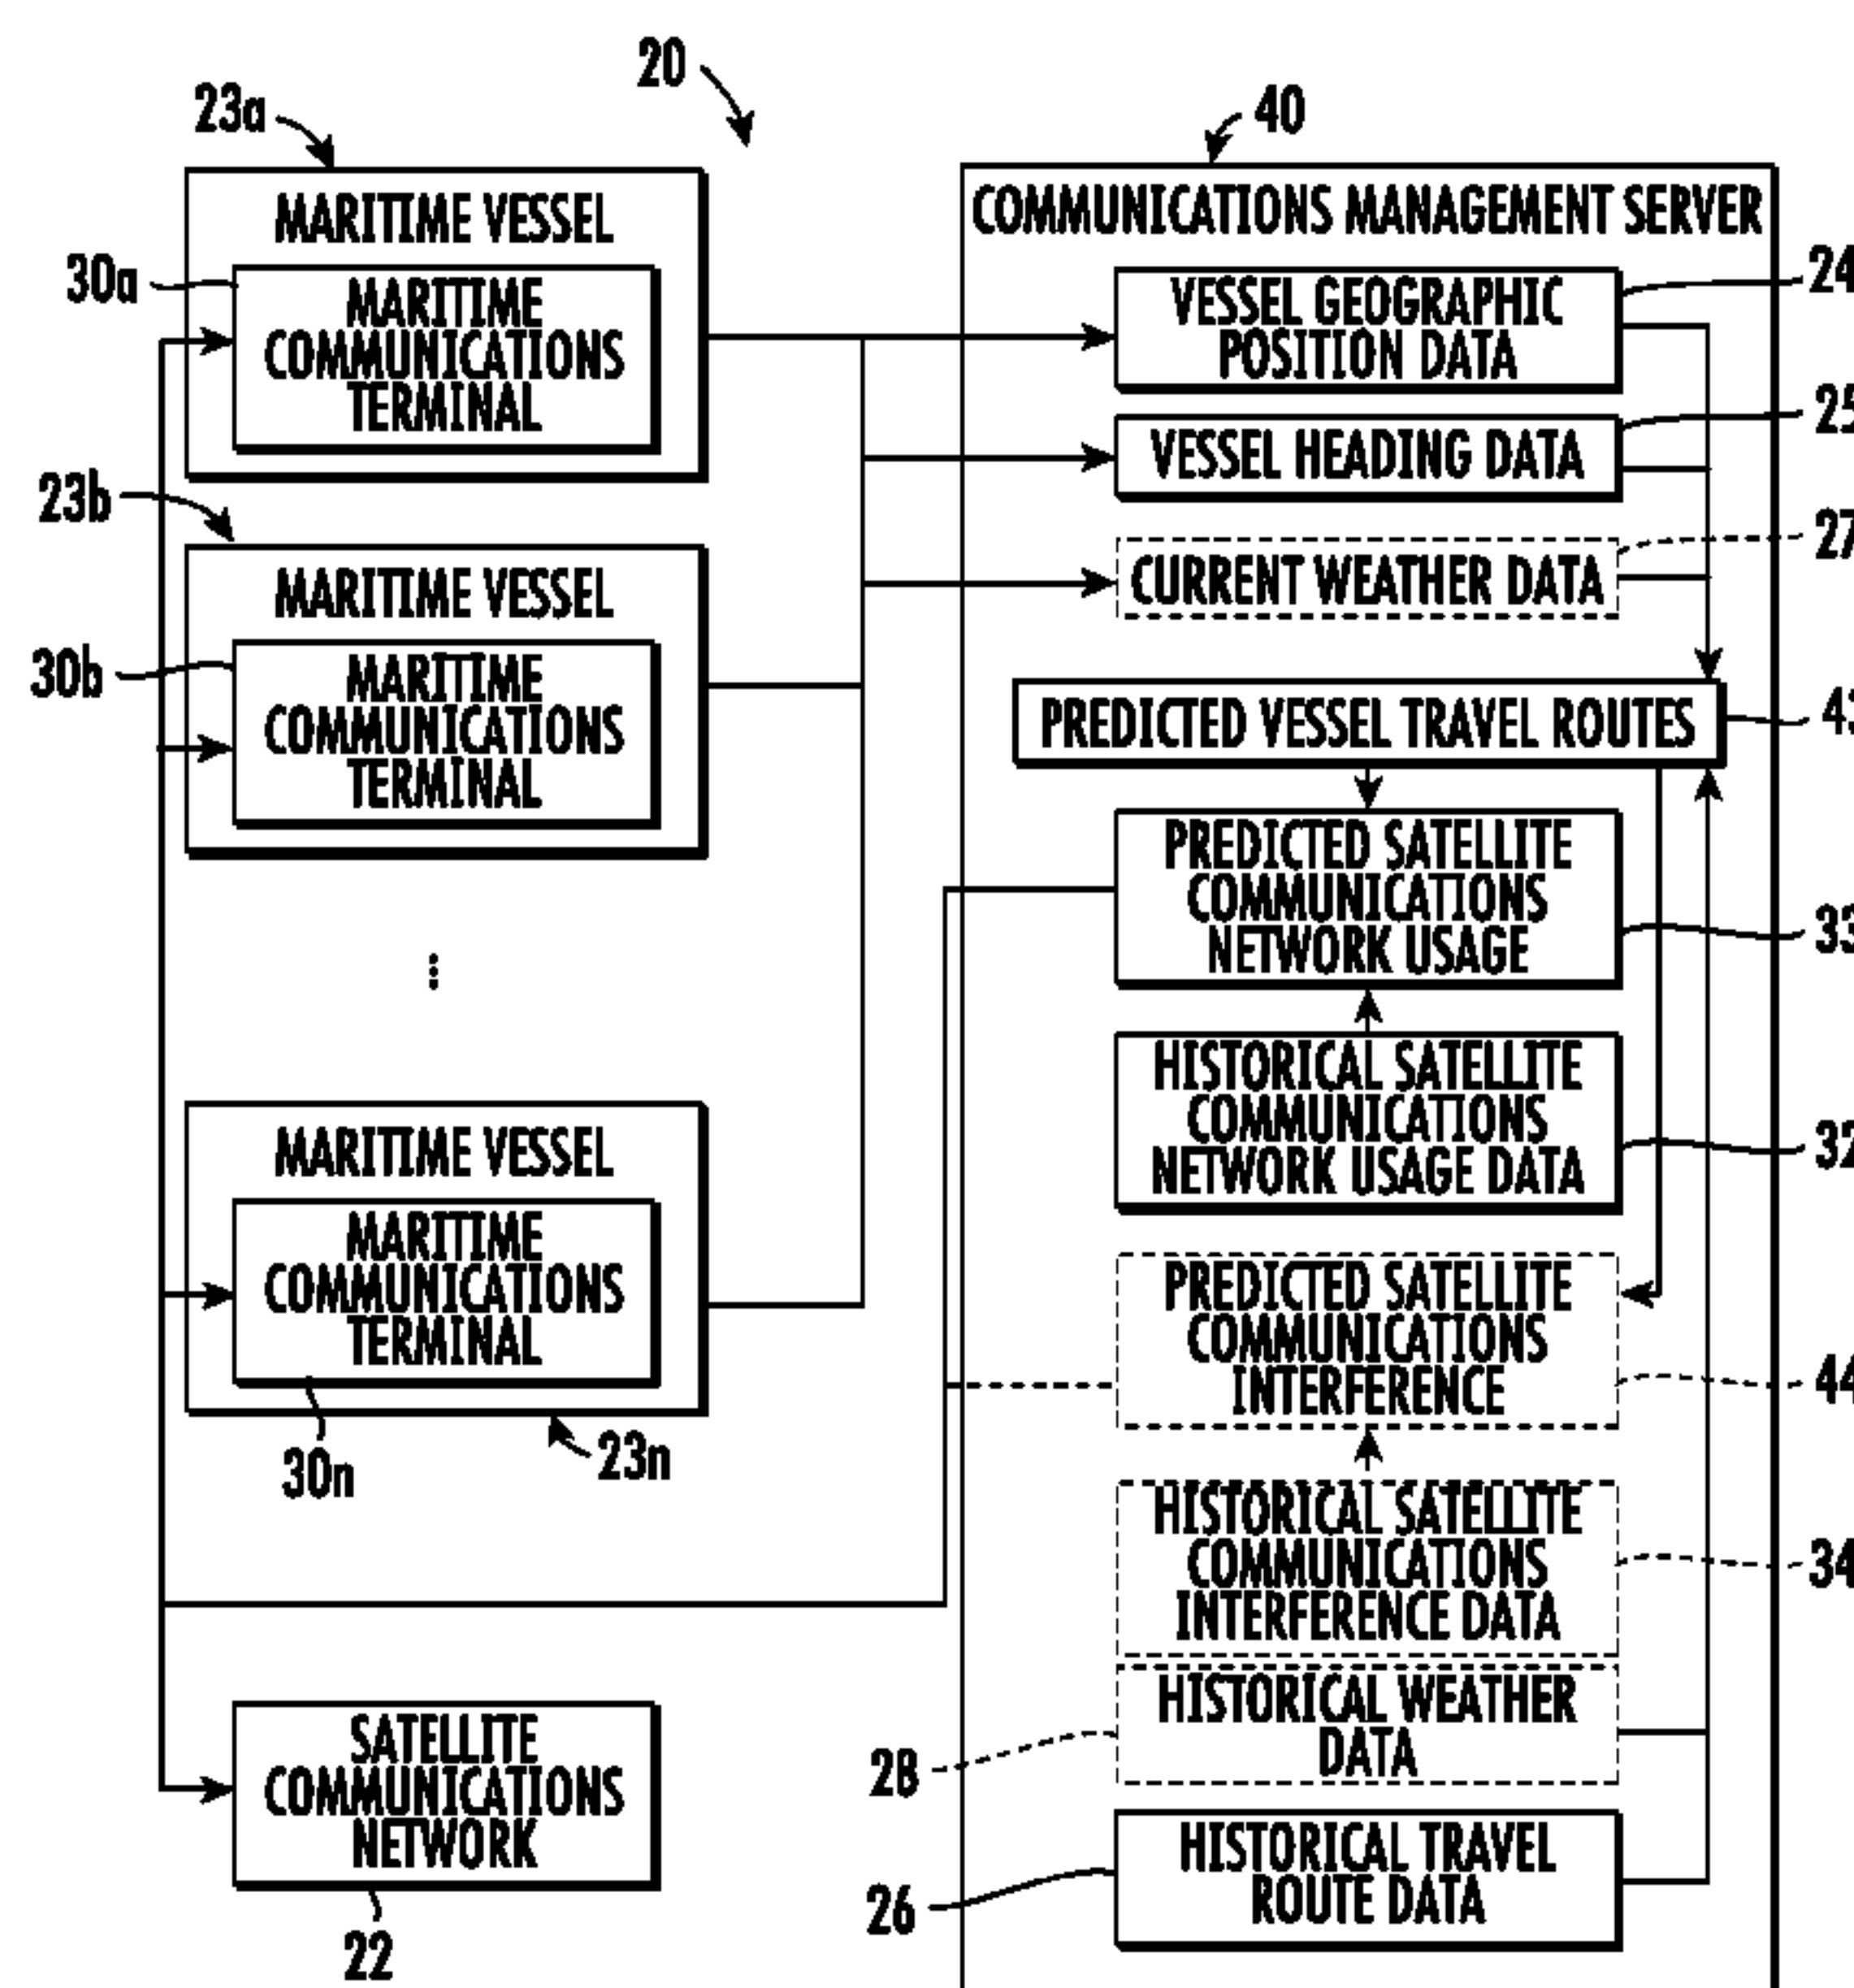 20
23a
40
MARITIME VESSEL
30a
MARITIME
COMMUNICATIONS
TERMINAL
23b
MARITIME VESSEL
30b
MARITIME
COMMUNICATIONS
TERMINAL
MARITIME VESSEL
MARITIME
COMMUNICATIONS
TERMINAL
30n
23n
SATELLITE
COMMUNICATIONS
NETWORK
22
COMMUNICATIONS MANAGEMENT SERVER
VESSEL GEOGRAPHIC
POSITION DATA
24
VESSEL HEADING DATA
25
CURRENT WEATHER DATA
27
PREDICTED VESSEL TRAVEL ROUTES
43
PREDICTED SATELLITE
COMMUNICATIONS
NETWORK USAGE
33
HISTORICAL SATELLITE
COMMUNICATIONS
NETWORK USAGE DATA
32
PREDICTED SATELLITE
COMMUNICATIONS
INTERFERENCE
44
HISTORICAL SATELLITE
COMMUNICATIONS
INTERFERENCE DATA
34
HISTORICAL WEATHER
DATA
28
HISTORICAL TRAVEL
ROUTE DATA
26